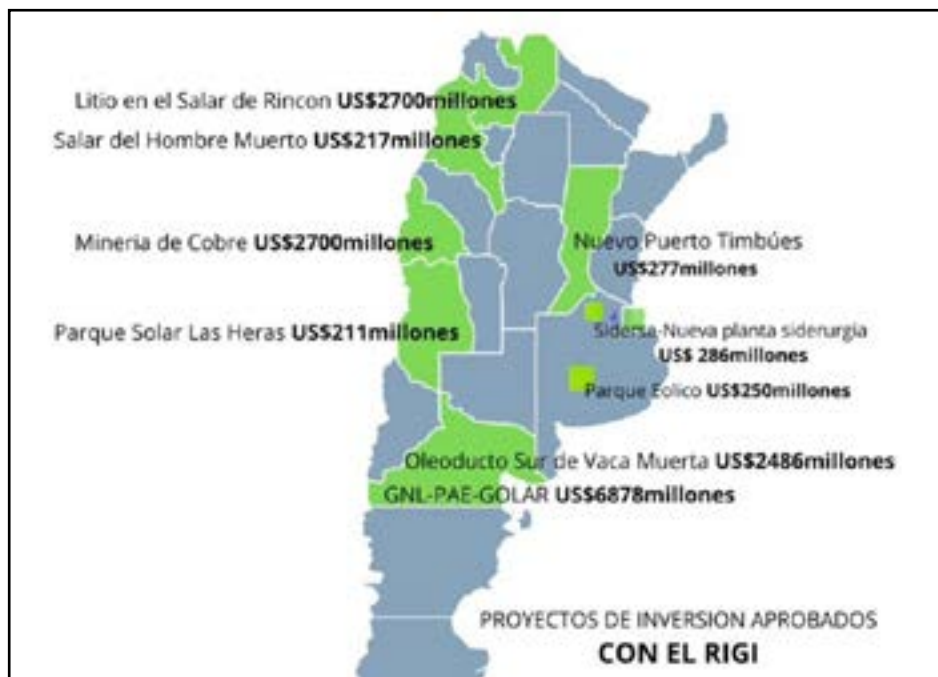 Litio en el Salar de Rincon US$2700millones
Salar del Hombre Muerto US$217millones
Mineria de Cobre US$2700millones
Nuevo Puerto Timbúes
US$277millones
Parque Solar Las Heras US$211millones
Sidersa-Nueva planta siderurgia
US$ 286millones
Parque Eolico US$250millones
Oleoducto Sur de Vaca Muerta US$2486millones
GNL-PAE-GOLAR US$6878millones
PROYECTOS DE INVERSION APROBADOS
CON EL RIGI